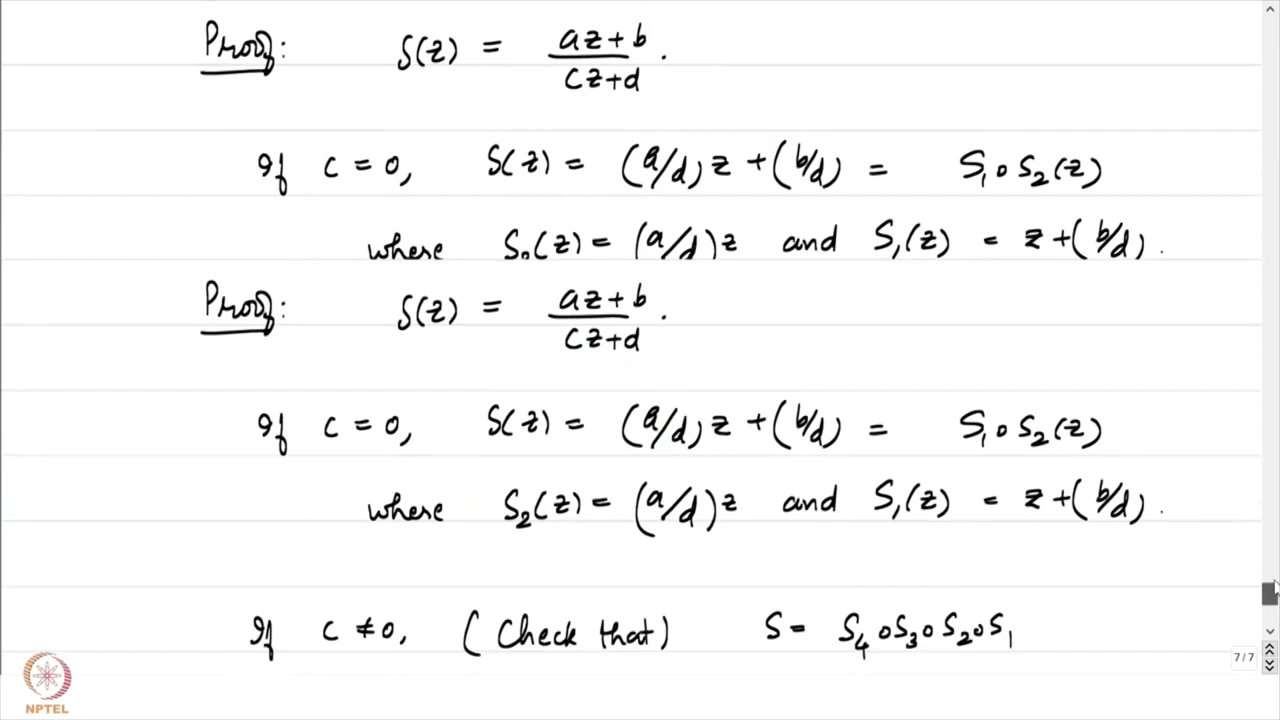 Proof: S(z) = az+b / cz+d .
If c = 0, S(z) = (a/d) z + (b/d) = S₁ ∘ S₂(z)
where S₂(z) = (a/d) z and S₁(z) = z + (b/d) .
Proof: S(z) = az+b / cz+d .
If c = 0, S(z) = (a/d) z + (b/d) = S₁ ∘ S₂(z)
where S₂(z) = (a/d) z and S₁(z) = z + (b/d) .
If c ≠ 0, (Check that) S = S₄ ∘ S₃ ∘ S₂ ∘ S₁
7 / 7
NPTEL